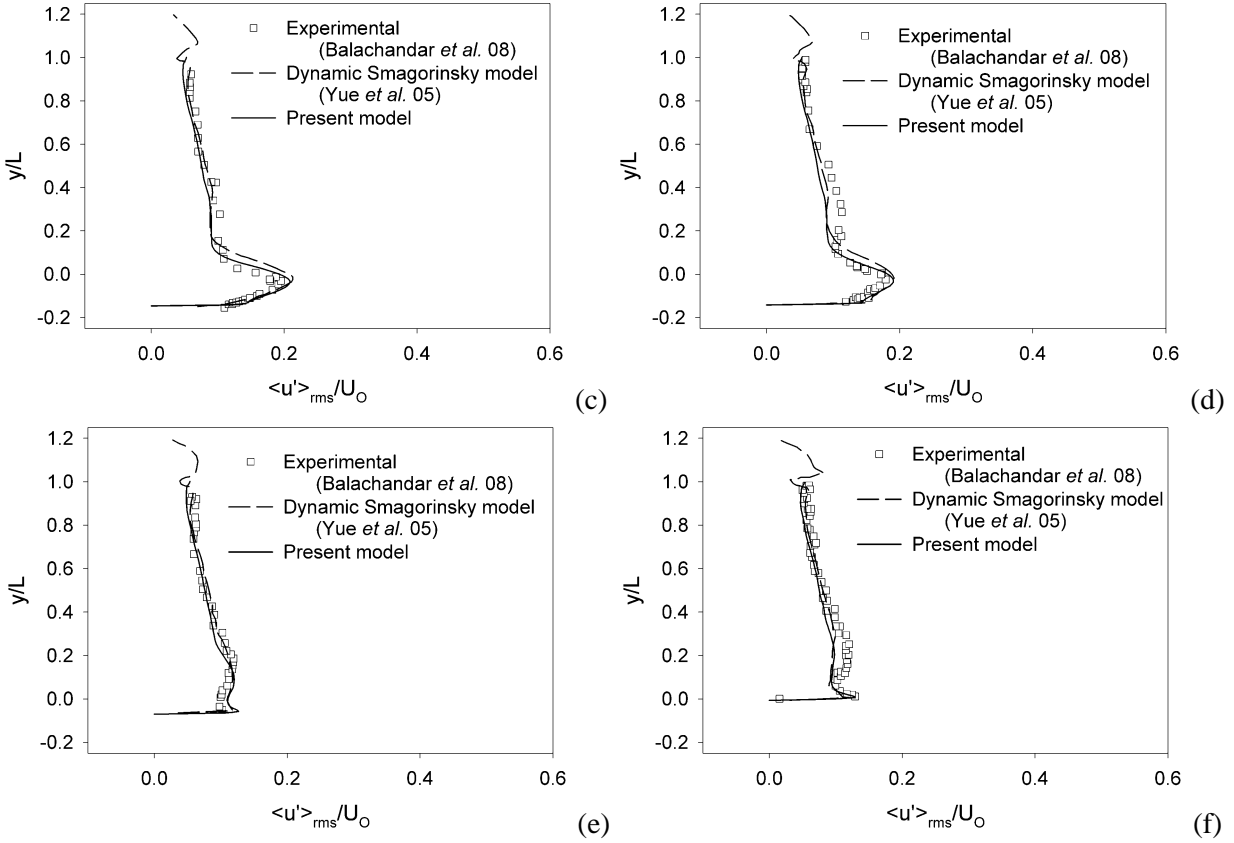 1.2
1.0
0.8
0.6
0.4
0.2
0.0
-0.2
y/L
Experimental
(Balachandar et al. 08)
Dynamic Smagorinsky model
(Yue et al. 05)
Present model
0.0 0.2 0.4 0.6
<u'>rms/UO
(c)
1.2
1.0
0.8
0.6
0.4
0.2
0.0
-0.2
y/L
Experimental
(Balachandar et al. 08)
Dynamic Smagorinsky model
(Yue et al. 05)
Present model
0.0 0.2 0.4 0.6
<u'>rms/UO
(d)
1.2
1.0
0.8
0.6
0.4
0.2
0.0
-0.2
y/L
Experimental
(Balachandar et al. 08)
Dynamic Smagorinsky model
(Yue et al. 05)
Present model
0.0 0.2 0.4 0.6
<u'>rms/UO
(e)
1.2
1.0
0.8
0.6
0.4
0.2
0.0
-0.2
y/L
Experimental
(Balachandar et al. 08)
Dynamic Smagorinsky model
(Yue et al. 05)
Present model
0.0 0.2 0.4 0.6
<u'>rms/UO
(f)